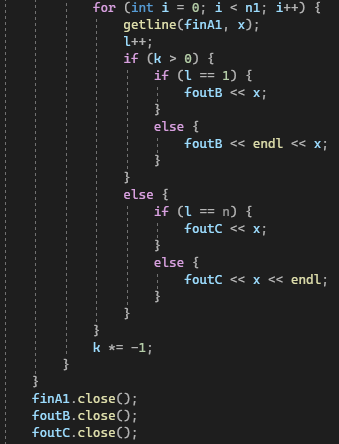 for (int i = 0; i < n1; i++) {
getline(finA1, x);
l++;
if (k > 0) {
if (l == 1) {
foutB << x;
}
else {
foutB << endl << x;
}
}
else {
if (l == n) {
foutC << x;
}
else {
foutC << x << endl;
}
}
}
k *= -1;
}
}
finA1.close();
foutB.close();
foutC.close();